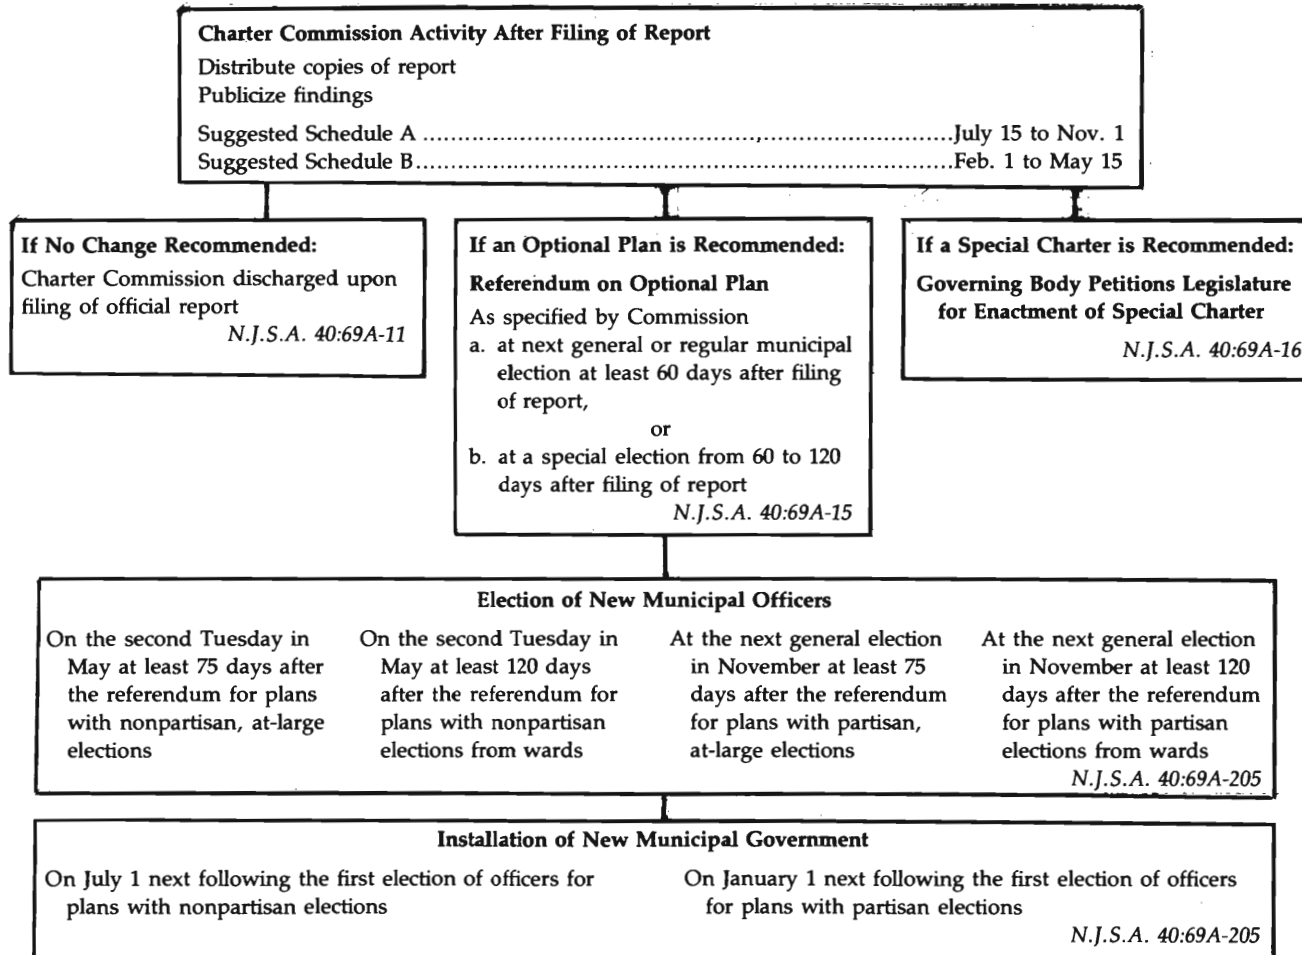 Charter Commission Activity After Filing of Report
Distribute copies of report
Publicize findings
Suggested Schedule A ........................................................................... July 15 to Nov. 1
Suggested Schedule B ........................................................................... Feb. 1 to May 15
If No Change Recommended:
Charter Commission discharged upon
filing of official report
N.J.S.A. 40:69A-11
If an Optional Plan is Recommended:
Referendum on Optional Plan
As specified by Commission
a. at next general or regular municipal
election at least 60 days after filing
of report,
or
b. at a special election from 60 to 120
days after filing of report
N.J.S.A. 40:69A-15
If a Special Charter is Recommended:
Governing Body Petitions Legislature
for Enactment of Special Charter
N.J.S.A. 40:69A-16
Election of New Municipal Officers
On the second Tuesday in
May at least 75 days after
the referendum for plans
with nonpartisan, at-large
elections
On the second Tuesday in
May at least 120 days
after the referendum for
plans with nonpartisan
elections from wards
At the next general election
in November at least 75
days after the referendum
for plans with partisan,
at-large elections
At the next general election
in November at least 120
days after the referendum
for plans with partisan
elections from wards
N.J.S.A. 40:69A-205
Installation of New Municipal Government
On July 1 next following the first election of officers for
plans with nonpartisan elections
On January 1 next following the first election of officers
for plans with partisan elections
N.J.S.A. 40:69A-205